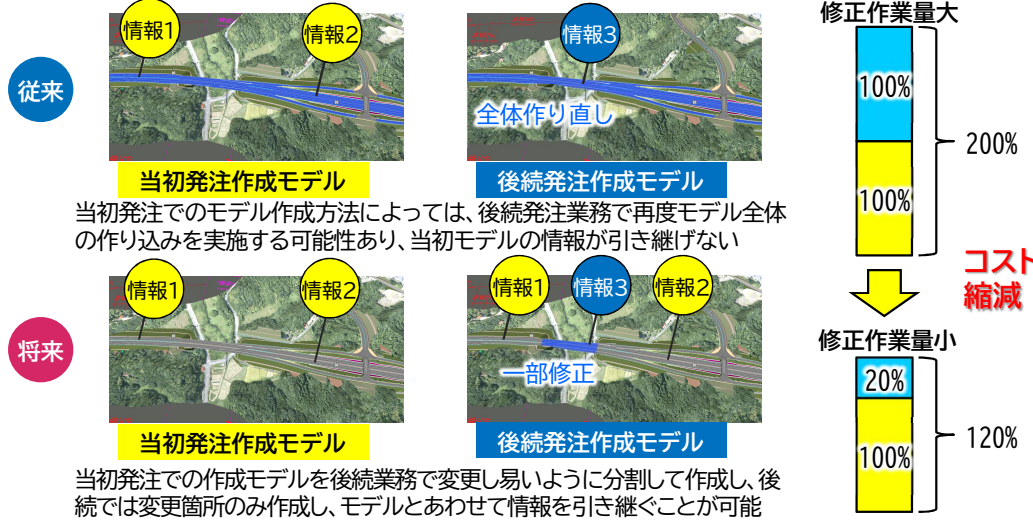 従来
情報1
情報2
情報3
全体作り直し
当初発注作成モデル
後続発注作成モデル
当初発注でのモデル作成方法によっては、後続発注業務で再度モデル全体
の作り込みを実施する可能性あり、当初モデルの情報が引き継げない
将来
情報1
情報2
情報1
情報3
情報2
一部修正
当初発注作成モデル
後続発注作成モデル
当初発注での作成モデルを後続業務で変更し易いように分割して作成し、後
続では変更箇所のみ作成し、モデルとあわせて情報を引き継ぐことが可能
修正作業量大
100%
100%
200%
コスト
縮減
修正作業量小
20%
100%
120%